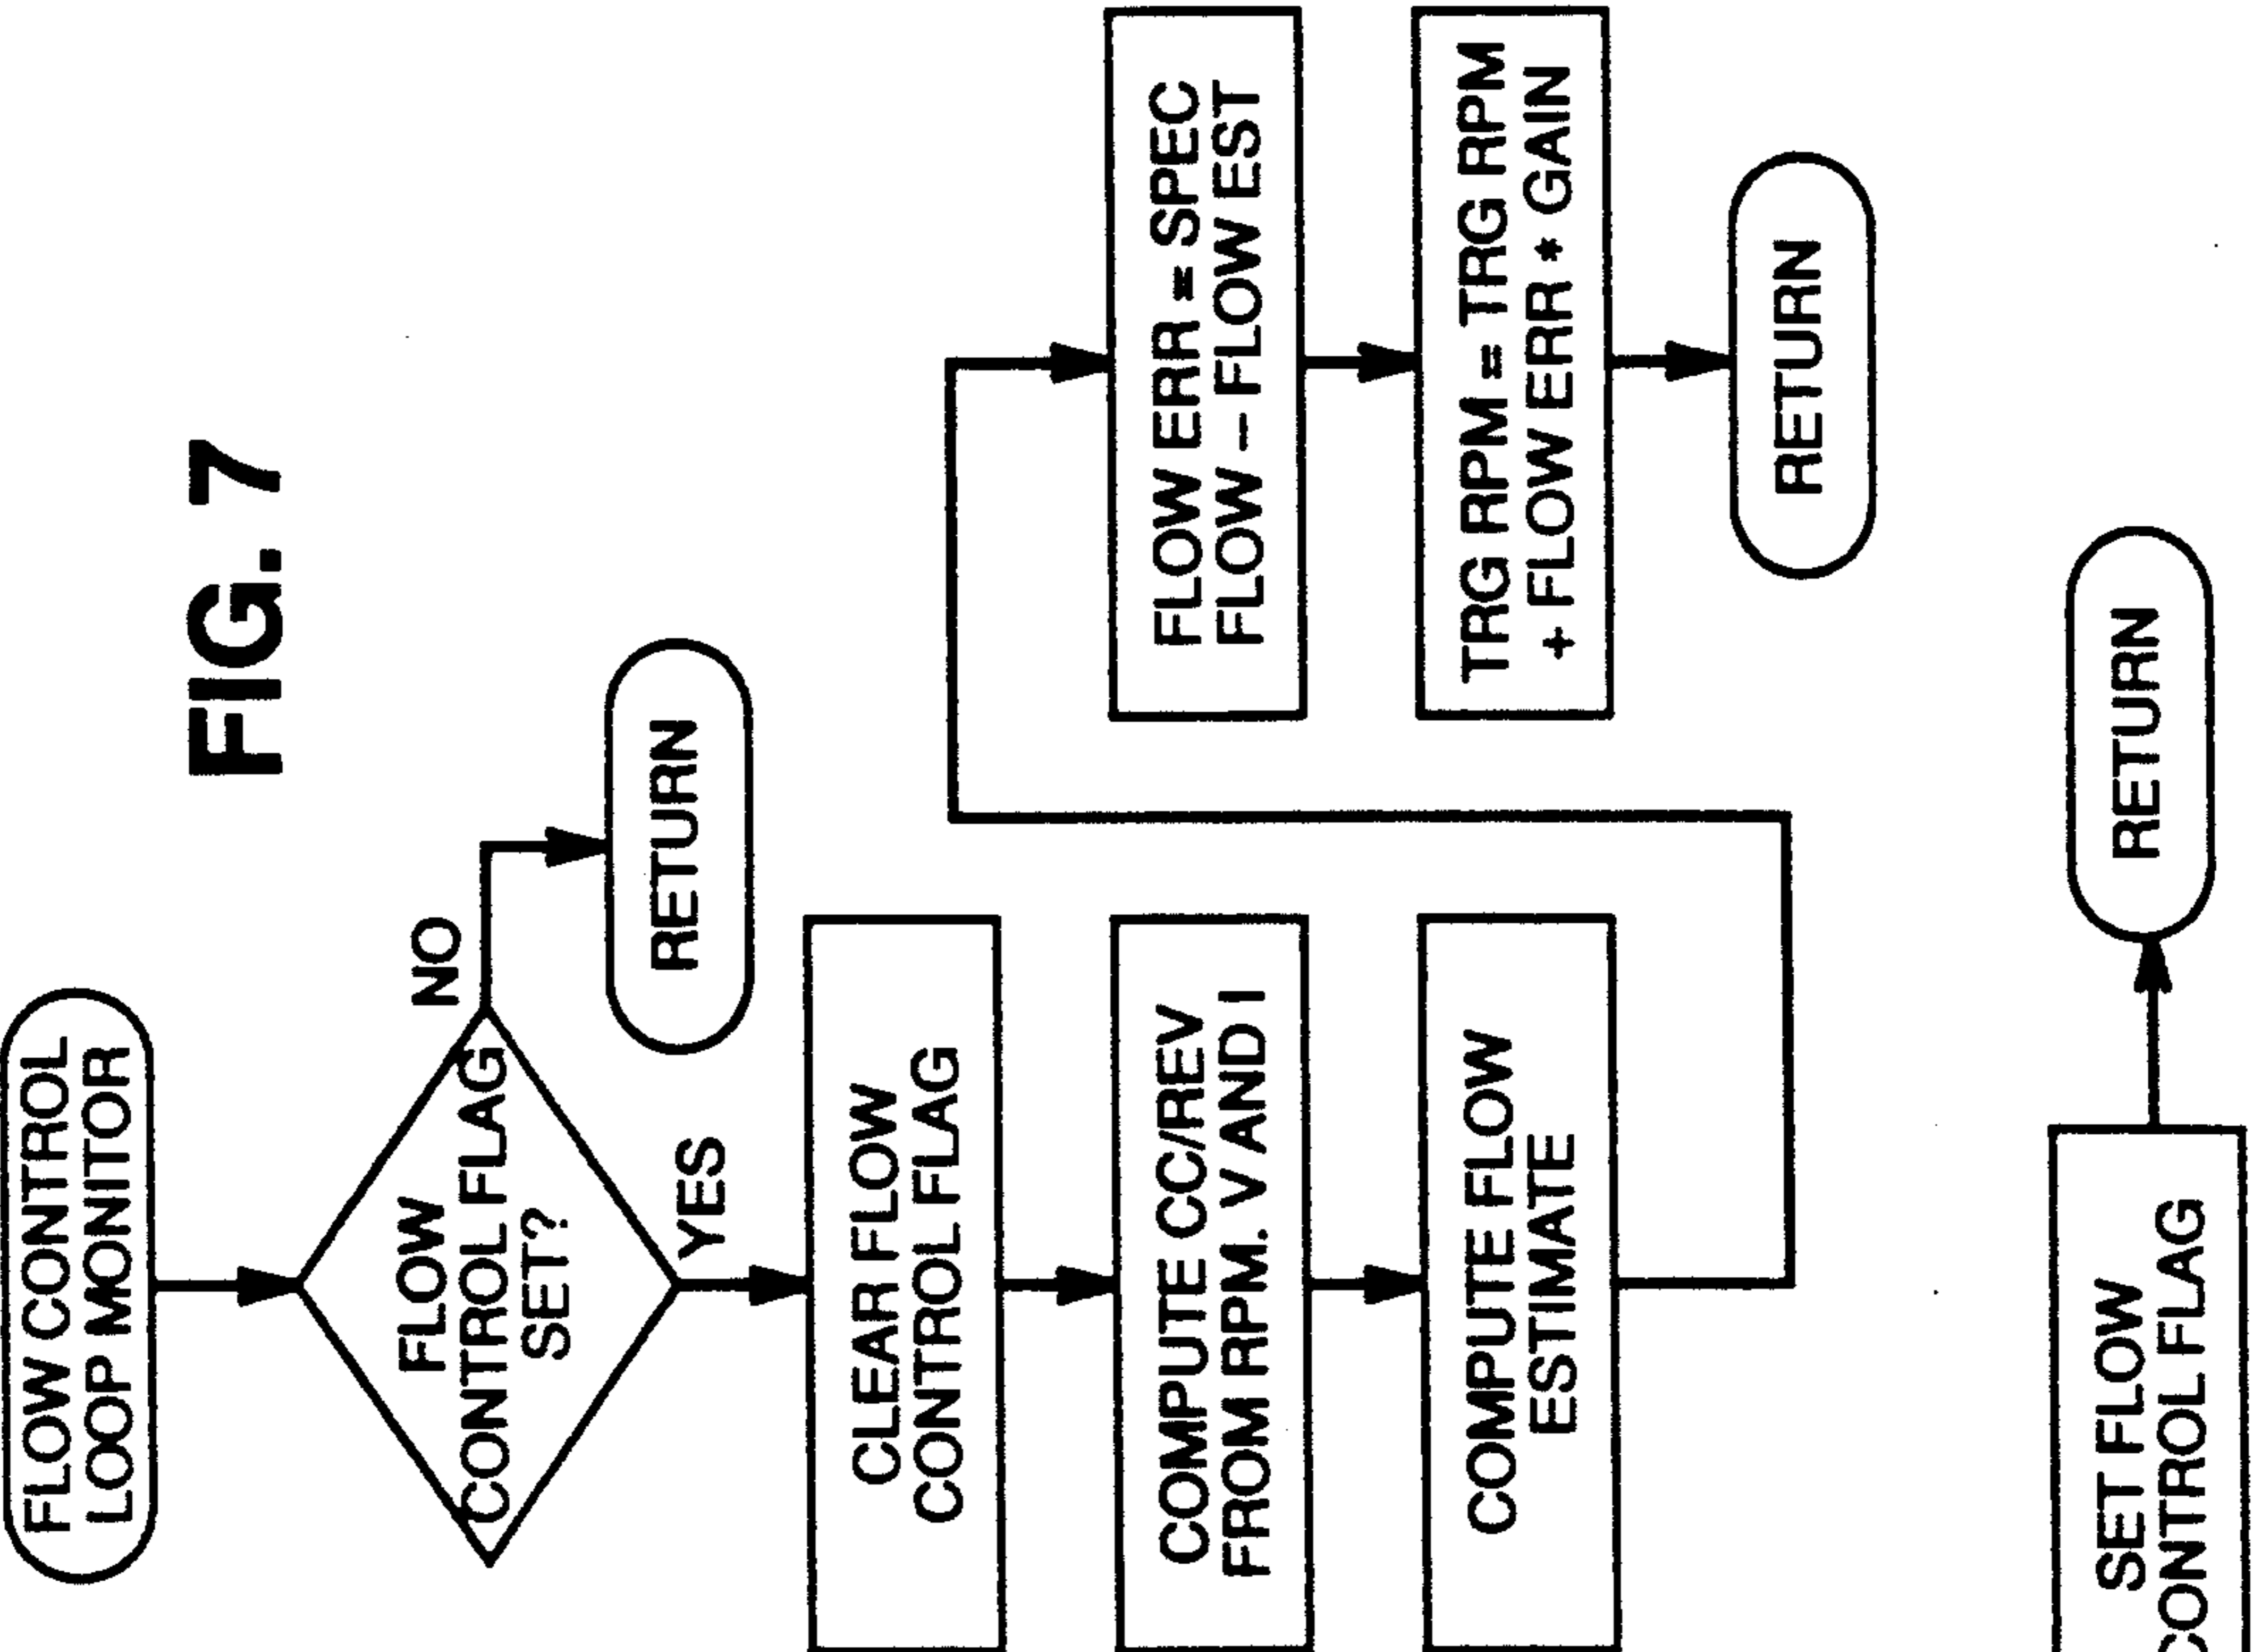 FIG. 7
FLOW CONTROL
LOOP MONITOR
FLOW
CONTROL FLAG
SET?
NO
RETURN
YES
CLEAR FLOW
CONTROL FLAG
COMPUTE CC/REV
FROM RPM. V AND I
COMPUTE FLOW
ESTIMATE
FLOW ERR = SPEC
FLOW - FLOW EST
TRG RPM = TRG RPM
+ FLOW ERR * GAIN
RETURN
SET FLOW
CONTROL FLAG
RETURN